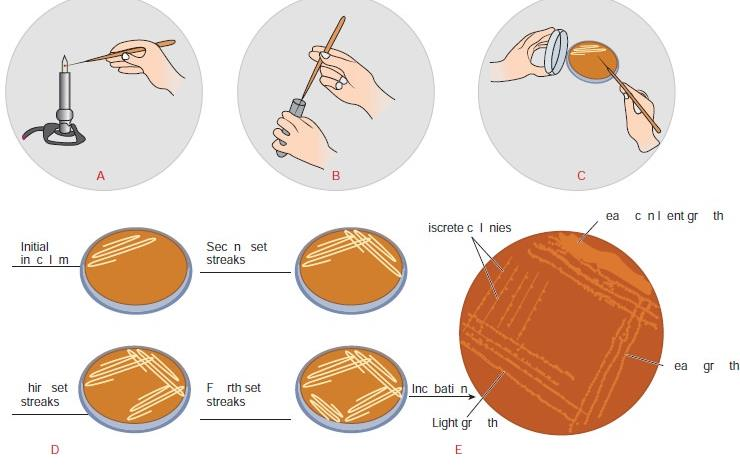 A
B
C
Initial
in c l m
Sec n set
streaks
iscrete c l nies
ea c n l ent gr th
hir set
streaks
F rth set
streaks
Inc bati n
ea gr th
Light gr th
D
E